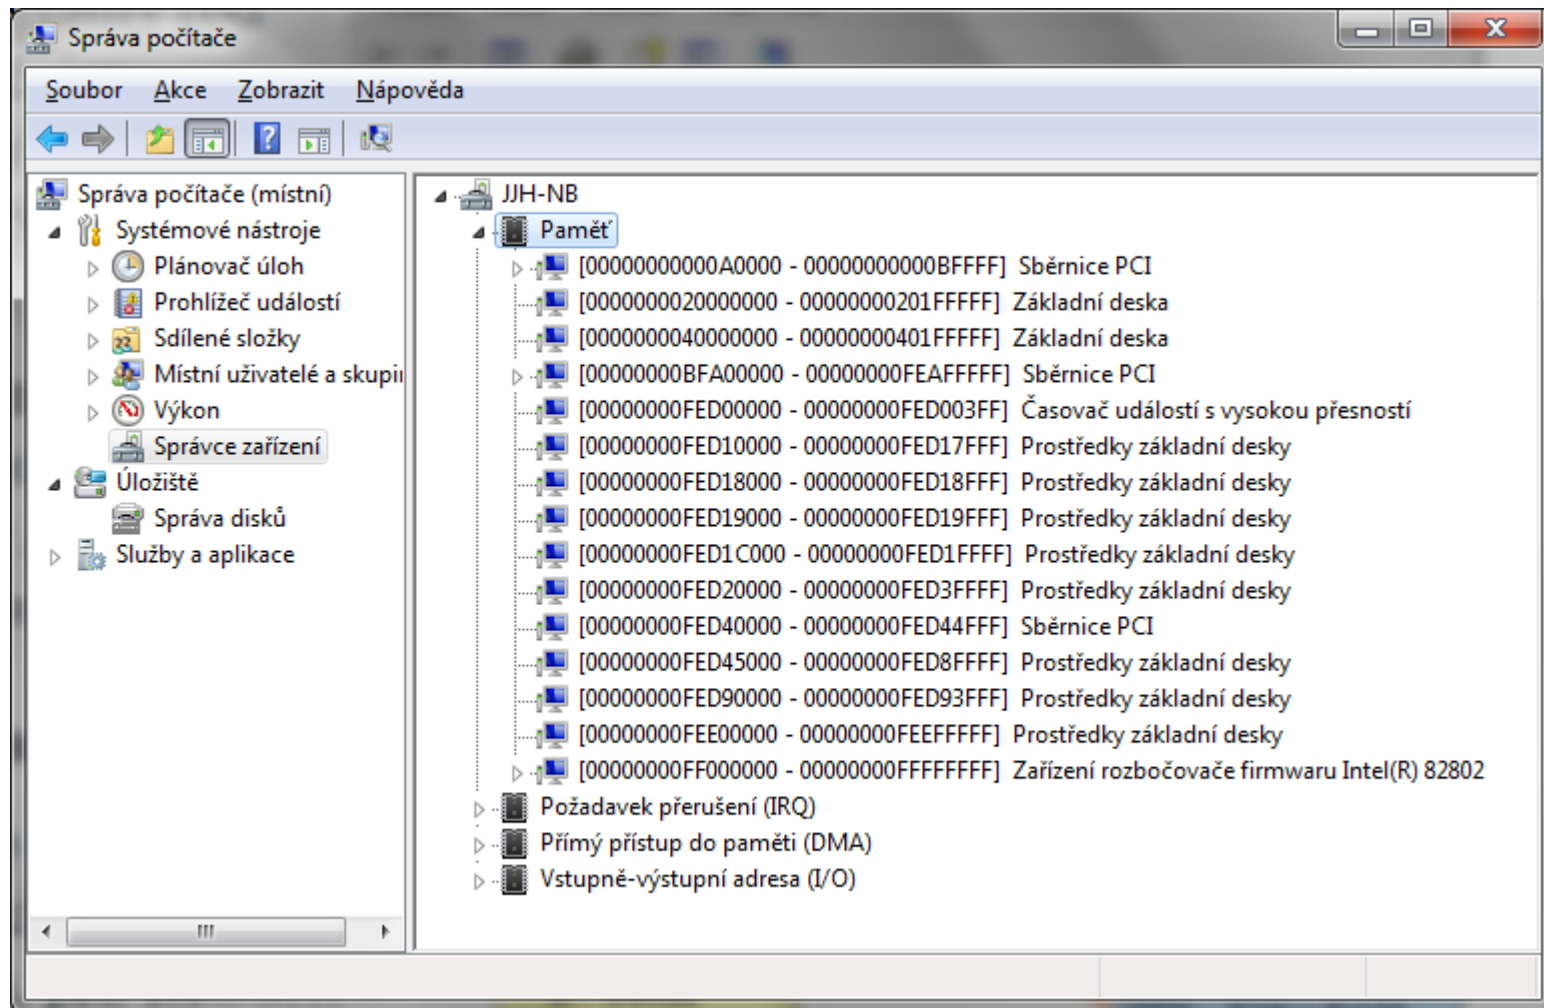 Správa počítače
Soubor Akce Zobrazit Nápověda
Správa počítače (místní)
Systémové nástroje
Plánovač úloh
Prohlížeč událostí
Sdílené složky
Místní uživatelé a skupin
Výkon
Správce zařízení
Úložiště
Správa disků
Služby a aplikace
JJH-NB
Paměť
[00000000000A0000 - 00000000000BFFFF] Sběrnice PCI
[0000000020000000 - 00000000201FFFFF] Základní deska
[0000000040000000 - 00000000401FFFFF] Základní deska
[00000000BFA00000 - 00000000FEAFFFFF] Sběrnice PCI
[00000000FED00000 - 00000000FED003FF] Časovač událostí s vysokou přesností
[00000000FED10000 - 00000000FED17FFF] Prostředky základní desky
[00000000FED18000 - 00000000FED18FFF] Prostředky základní desky
[00000000FED19000 - 00000000FED19FFF] Prostředky základní desky
[00000000FED1C000 - 00000000FED1FFFF] Prostředky základní desky
[00000000FED20000 - 00000000FED3FFFF] Prostředky základní desky
[00000000FED40000 - 00000000FED44FFF] Sběrnice PCI
[00000000FED45000 - 00000000FED8FFFF] Prostředky základní desky
[00000000FED90000 - 00000000FED93FFF] Prostředky základní desky
[00000000FEE00000 - 00000000FEEFFFFF] Prostředky základní desky
[00000000FF000000 - 00000000FFFFFFFF] Zařízení rozbočovače firmwaru Intel(R) 82802
Požadavek přerušení (IRQ)
Přímý přístup do paměti (DMA)
Vstupně-výstupní adresa (I/O)